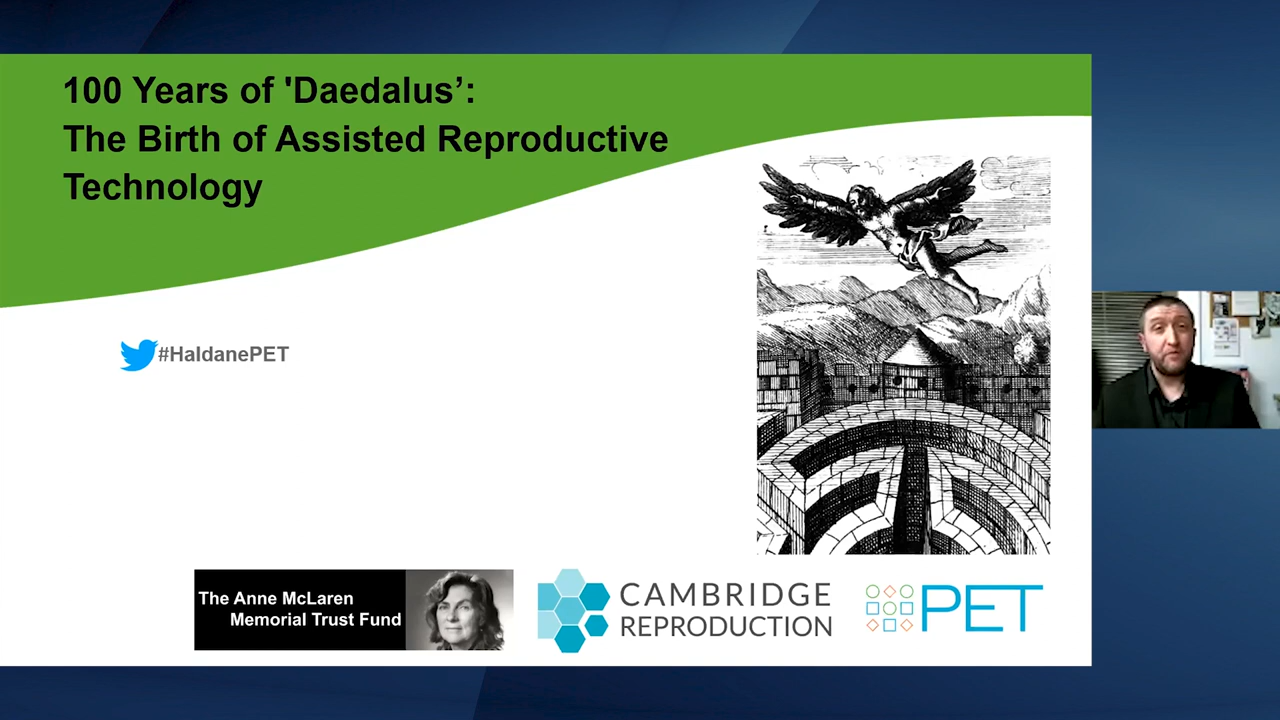 100 Years of 'Daedalus’:
The Birth of Assisted Reproductive
Technology
#HaldanePET
The Anne McLaren
Memorial Trust Fund
CAMBRIDGE
REPRODUCTION
PET